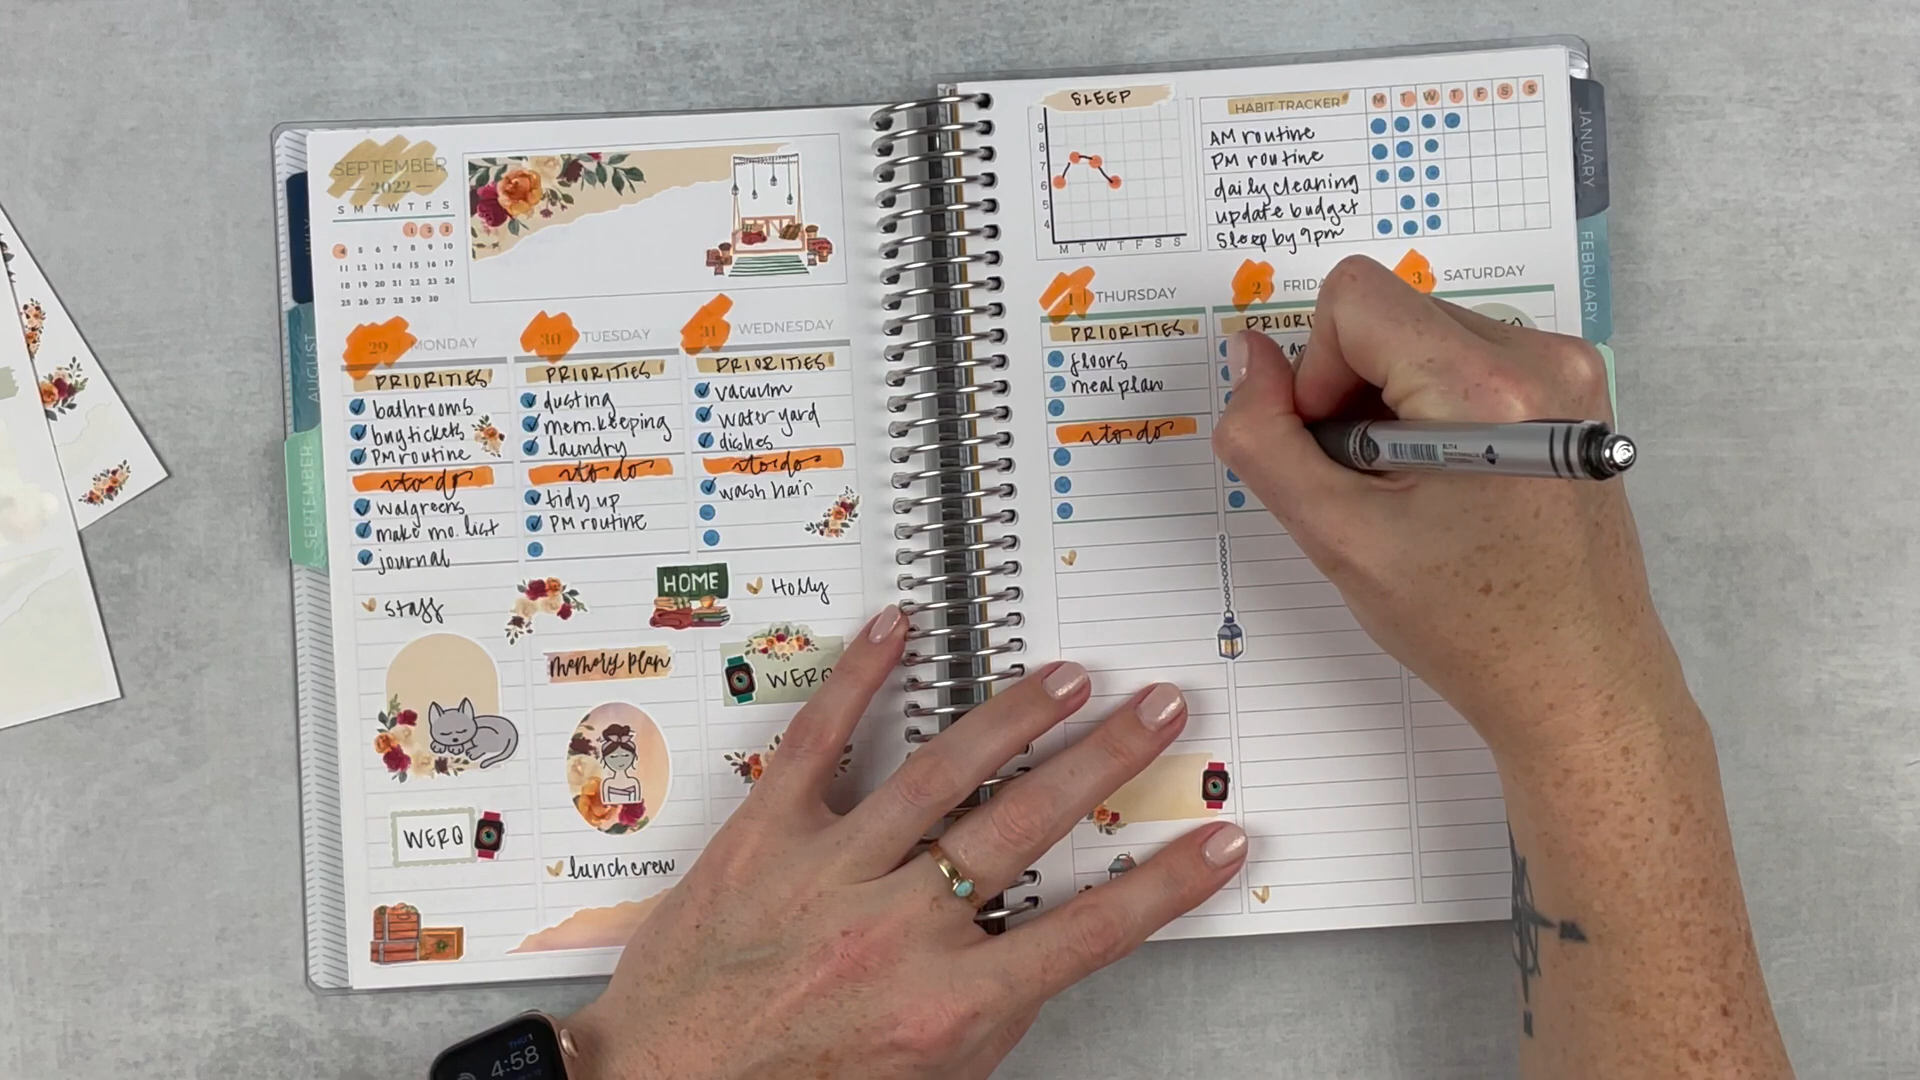 SEPTEMBER
2022
S M T W T F S
1 2 3
4 5 6 7 8 9 10
11 12 13 14 15 16 17
18 19 20 21 22 23 24
25 26 27 28 29 30
29 MONDAY
PRIORITIES
bathrooms
buy tickets
PM routine
to do
walgreens
make mo. list
journal
staff
WERQ
30 TUESDAY
PRIORITIES
dusting
mem.keeping
laundry
to do
tidy up
PM routine
HOME
memory plan
lunch crew
31 WEDNESDAY
PRIORITIES
vacuum
water yard
dishes
to do
wash hair
Holly
WERQ
SLEEP
9
8
7
6
5
4
M T W T F S S
HABIT TRACKER M T W T F S S
AM routine
PM routine
daily cleaning
update budget
sleep by 9pm
1 THURSDAY
PRIORITIES
floors
meal plan
to do
2
3 SATURDAY
JULY
AUGUST
SEPTEMBER
JANUARY
FEBRUARY
THU 1
4:58